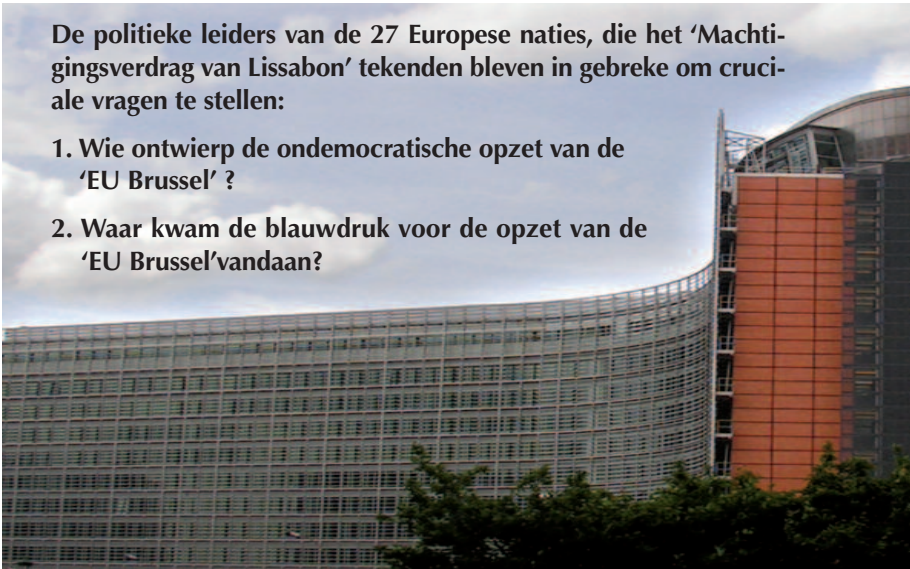 De politieke leiders van de 27 Europese naties, die het ‘Machti-
gingsverdrag van Lissabon’ tekenden bleven in gebreke om cruci-
ale vragen te stellen:
1. Wie ontwierp de ondemocratische opzet van de
‘EU Brussel’ ?
2. Waar kwam de blauwdruk voor de opzet van de
‘EU Brussel’vandaan?